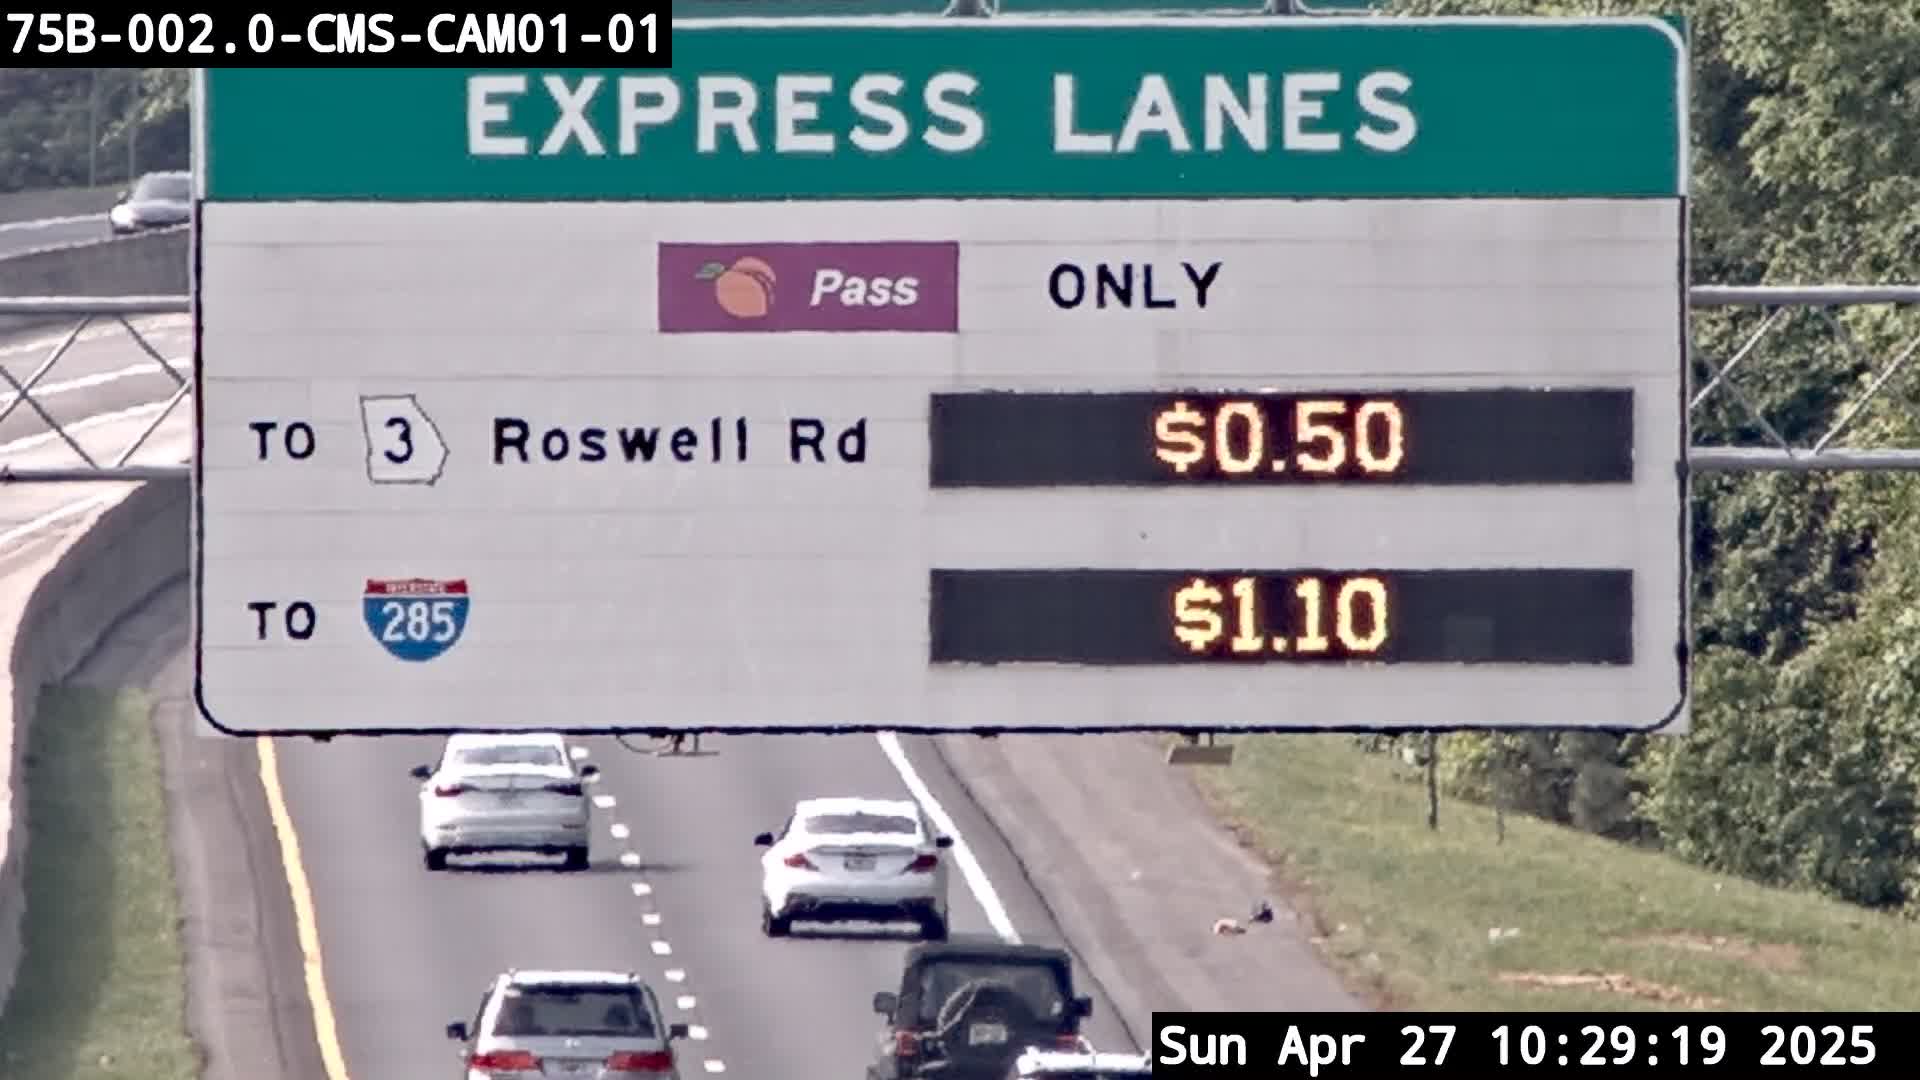 75B-002.0-CMS-CAM01-01
EXPRESS LANES
Pass ONLY
TO 3 Roswell Rd $0.50
INTERSTATE
TO 285 $1.10
Sun Apr 27 10:29:19 2025